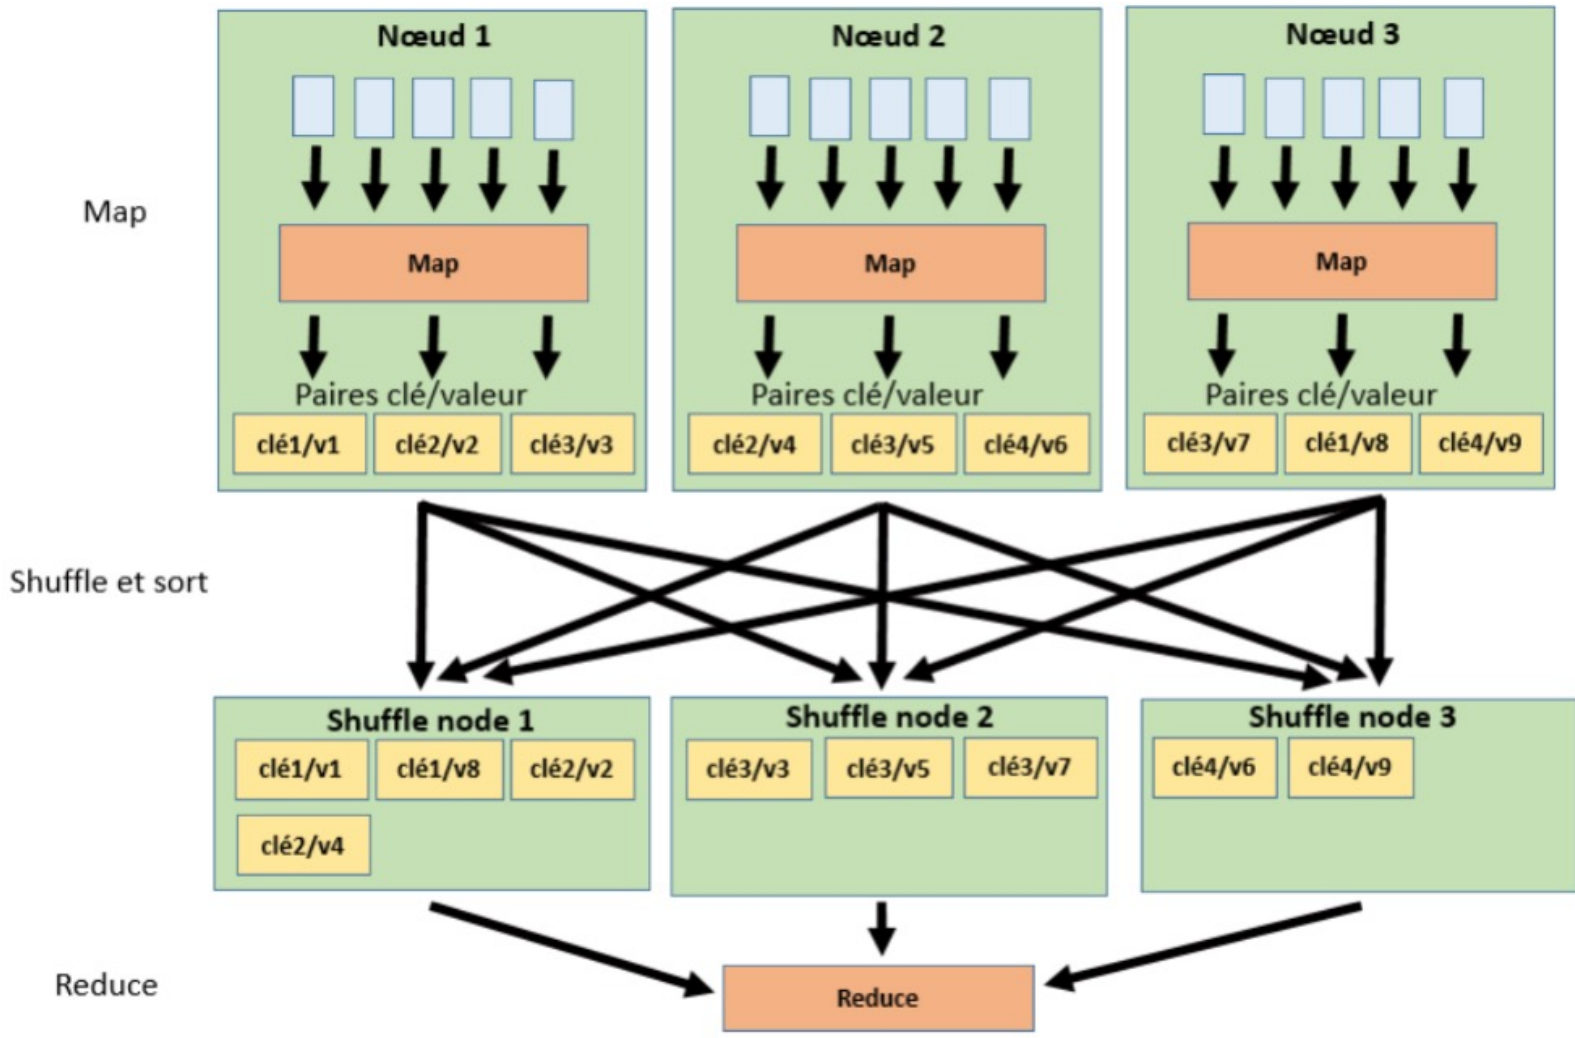 Nœud 1
Nœud 2
Nœud 3
Map
Map
Map
Map
Paires clé/valeur
Paires clé/valeur
Paires clé/valeur
clé1/v1 clé2/v2 clé3/v3
clé2/v4 clé3/v5 clé4/v6
clé3/v7 clé1/v8 clé4/v9
Shuffle et sort
Shuffle node 1
clé1/v1 clé1/v8 clé2/v2
clé2/v4
Shuffle node 2
clé3/v3 clé3/v5 clé3/v7
Shuffle node 3
clé4/v6 clé4/v9
Reduce
Reduce